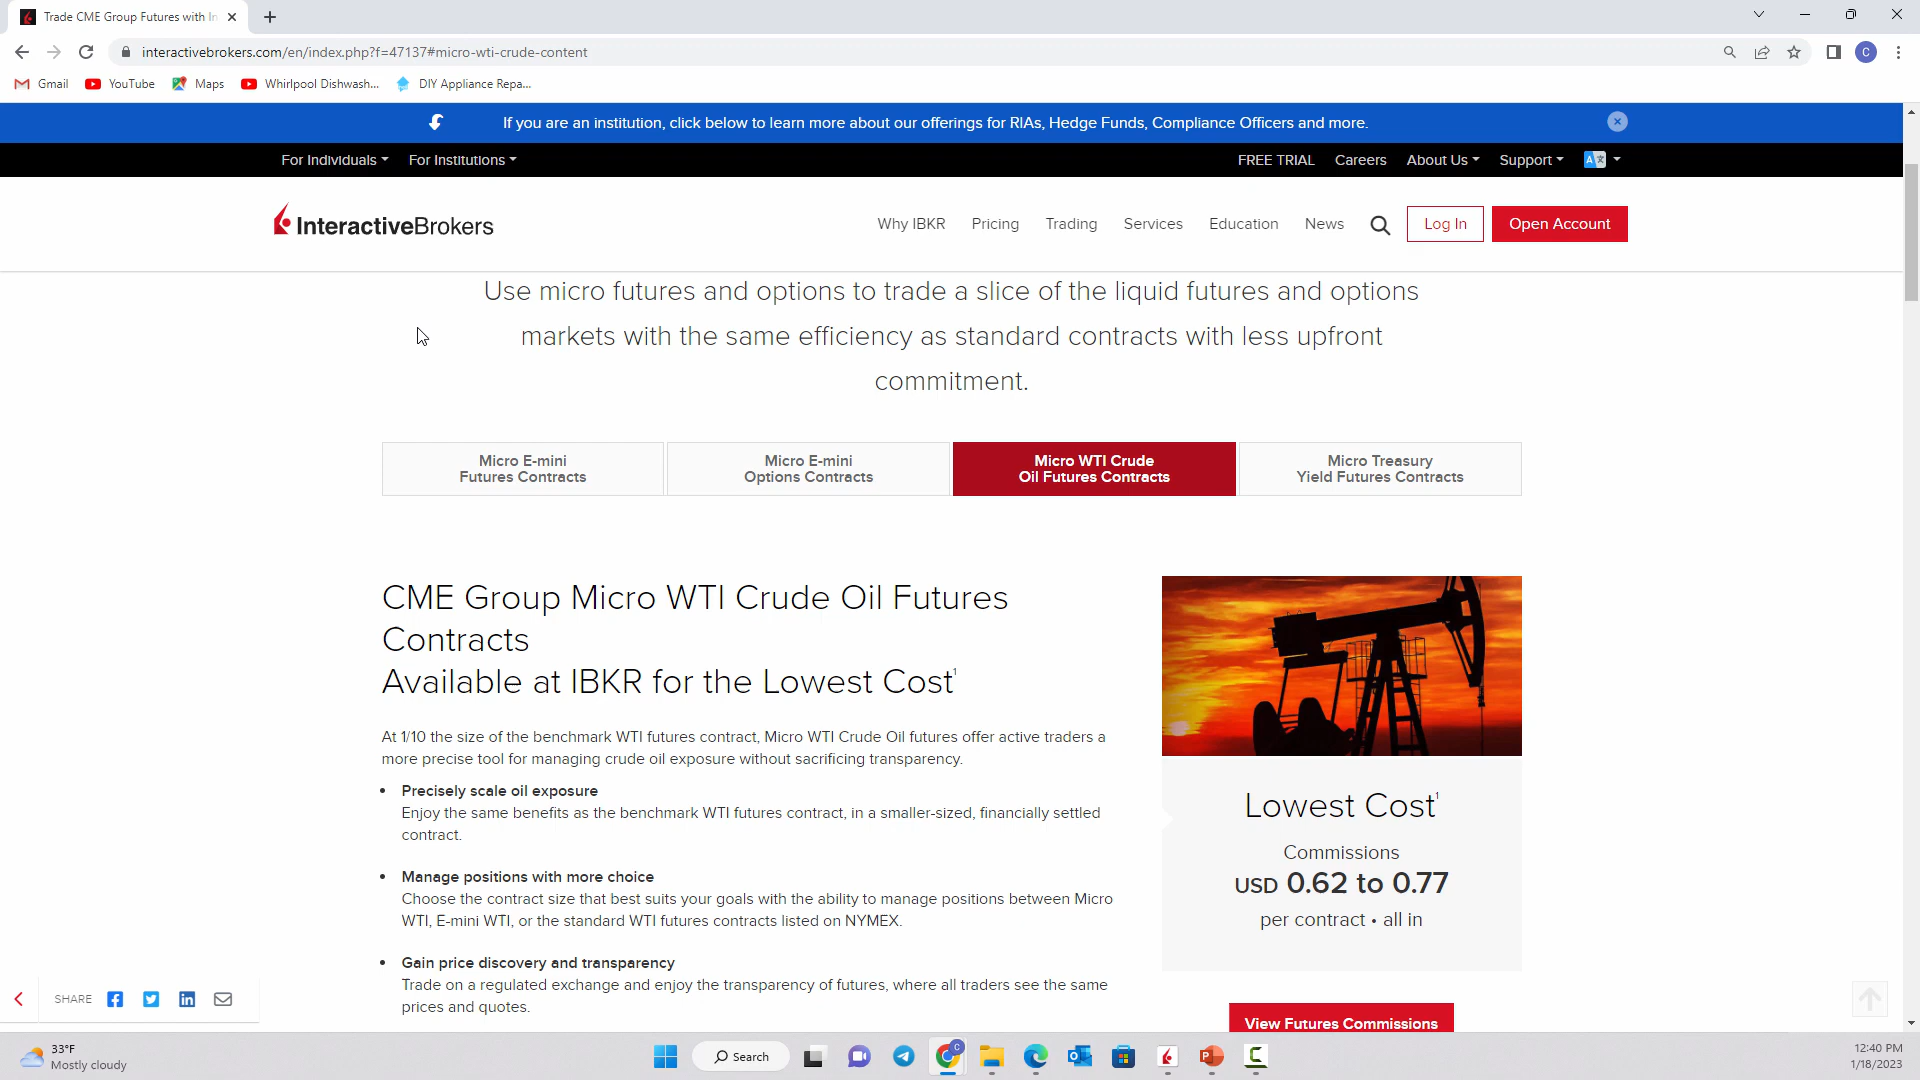 Trade CME Group Futures with In
interactivebrokers.com/en/index.php?f=47137#micro-wti-crude-content
C
Gmail
YouTube
Maps
Whirlpool Dishwash...
DIY Appliance Repa...
If you are an institution, click below to learn more about our offerings for RIAs, Hedge Funds, Compliance Officers and more.
For Individuals
For Institutions
FREE TRIAL
Careers
About Us
Support
InteractiveBrokers
Why IBKR
Pricing
Trading
Services
Education
News
Log In
Open Account
Use micro futures and options to trade a slice of the liquid futures and options
markets with the same efficiency as standard contracts with less upfront
commitment.
Micro E-mini
Futures Contracts
Micro E-mini
Options Contracts
Micro WTI Crude
Oil Futures Contracts
Micro Treasury
Yield Futures Contracts
CME Group Micro WTI Crude Oil Futures
Contracts
Available at IBKR for the Lowest Cost¹
At 1/10 the size of the benchmark WTI futures contract, Micro WTI Crude Oil futures offer active traders a
more precise tool for managing crude oil exposure without sacrificing transparency.
• Precisely scale oil exposure
Enjoy the same benefits as the benchmark WTI futures contract, in a smaller-sized, financially settled
contract.
• Manage positions with more choice
Choose the contract size that best suits your goals with the ability to manage positions between Micro
WTI, E-mini WTI, or the standard WTI futures contracts listed on NYMEX.
• Gain price discovery and transparency
Trade on a regulated exchange and enjoy the transparency of futures, where all traders see the same
prices and quotes.
Lowest Cost¹
Commissions
USD 0.62 to 0.77
per contract • all in
View Futures Commissions
SHARE
33°F
Mostly cloudy
Search
12:40 PM
1/18/2023